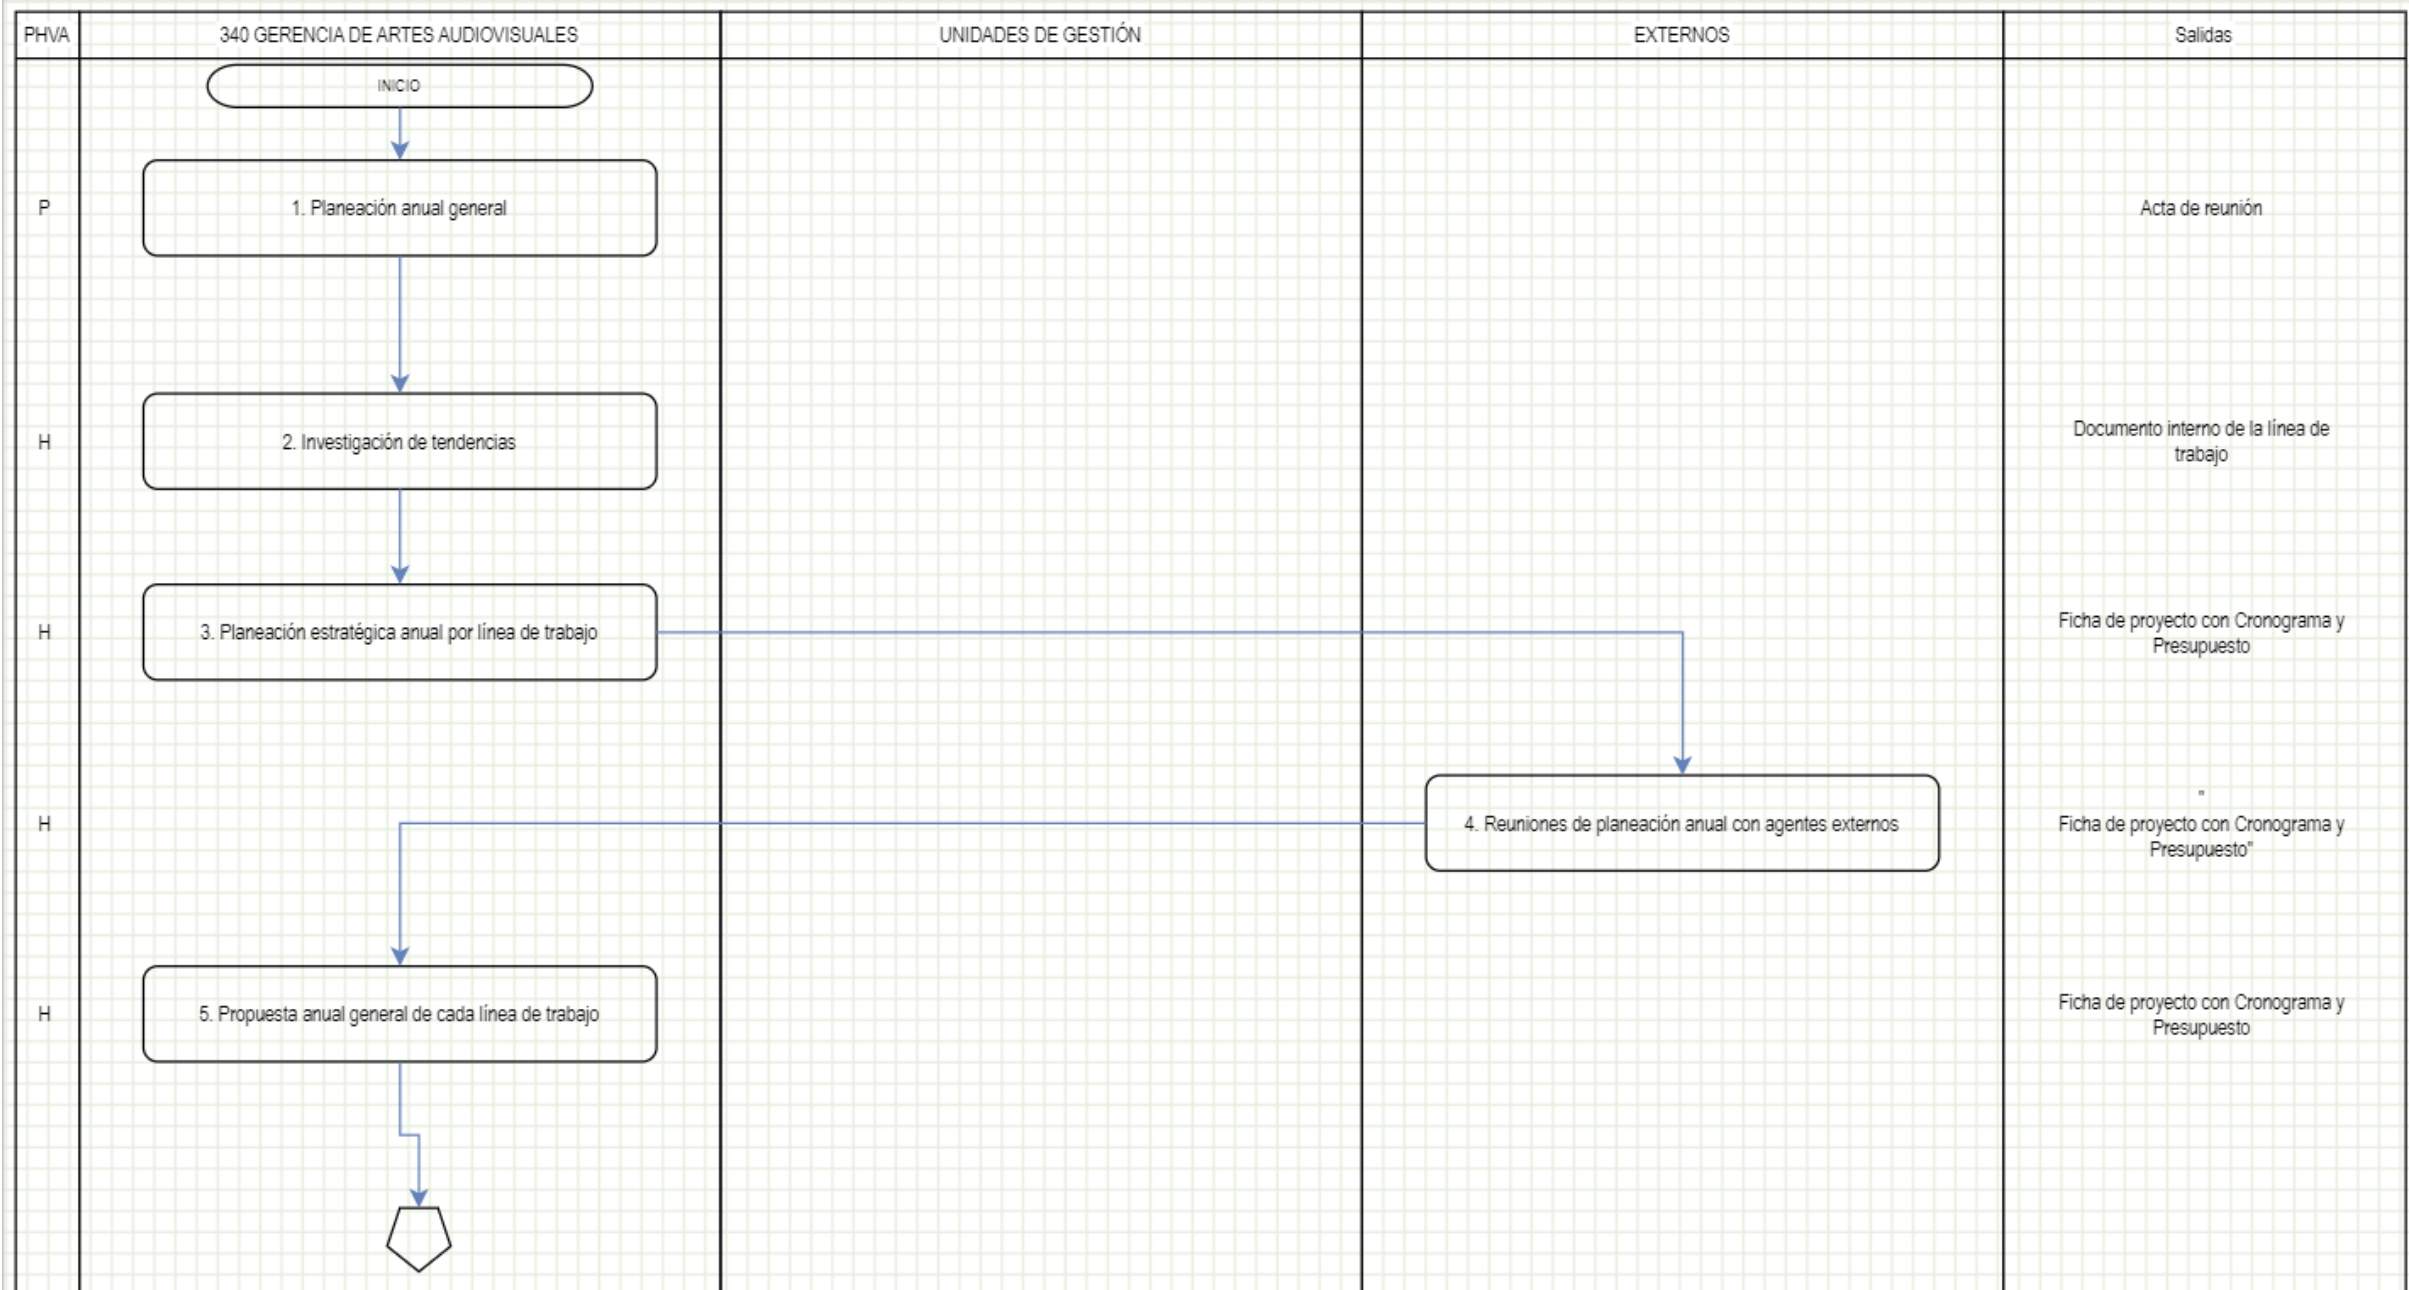 PHVA
340 GERENCIA DE ARTES AUDIOVISUALES
UNIDADES DE GESTIÓN
EXTERNOS
Salidas
INICIO
P
1. Planeación anual general
Acta de reunión
H
2. Investigación de tendencias
Documento interno de la línea de
trabajo
H
3. Planeación estratégica anual por línea de trabajo
Ficha de proyecto con Cronograma y
Presupuesto
H
4. Reuniones de planeación anual con agentes externos
"
Ficha de proyecto con Cronograma y
Presupuesto"
H
5. Propuesta anual general de cada línea de trabajo
Ficha de proyecto con Cronograma y
Presupuesto